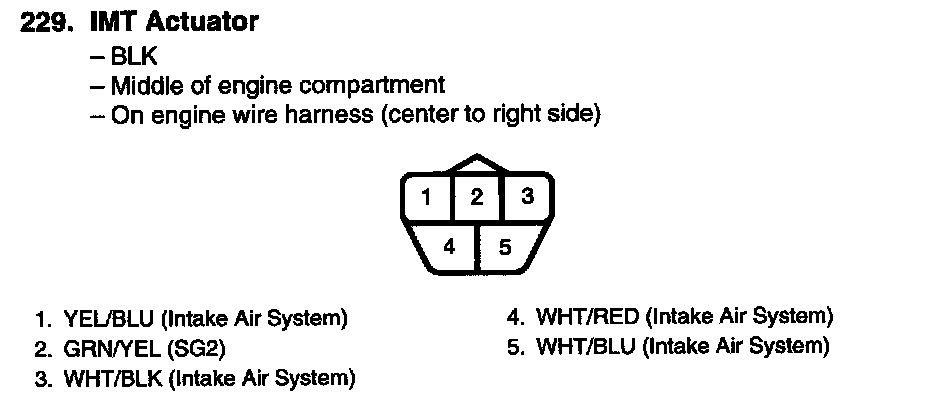 229. IMT Actuator
– BLK
– Middle of engine compartment
– On engine wire harness (center to right side)
1 2 3
4 5
1. YEL/BLU (Intake Air System)
2. GRN/YEL (SG2)
3. WHT/BLK (Intake Air System)
4. WHT/RED (Intake Air System)
5. WHT/BLU (Intake Air System)